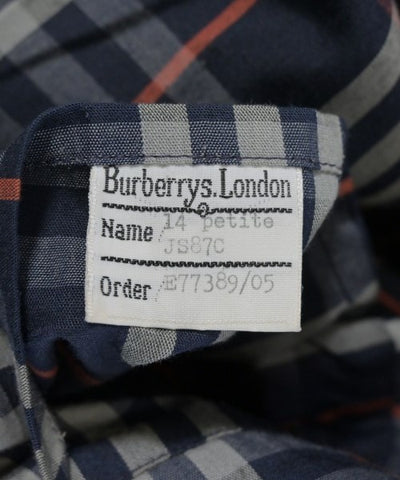 Burberrys.London
Name 14 petite
JS87C
Order E77389/05